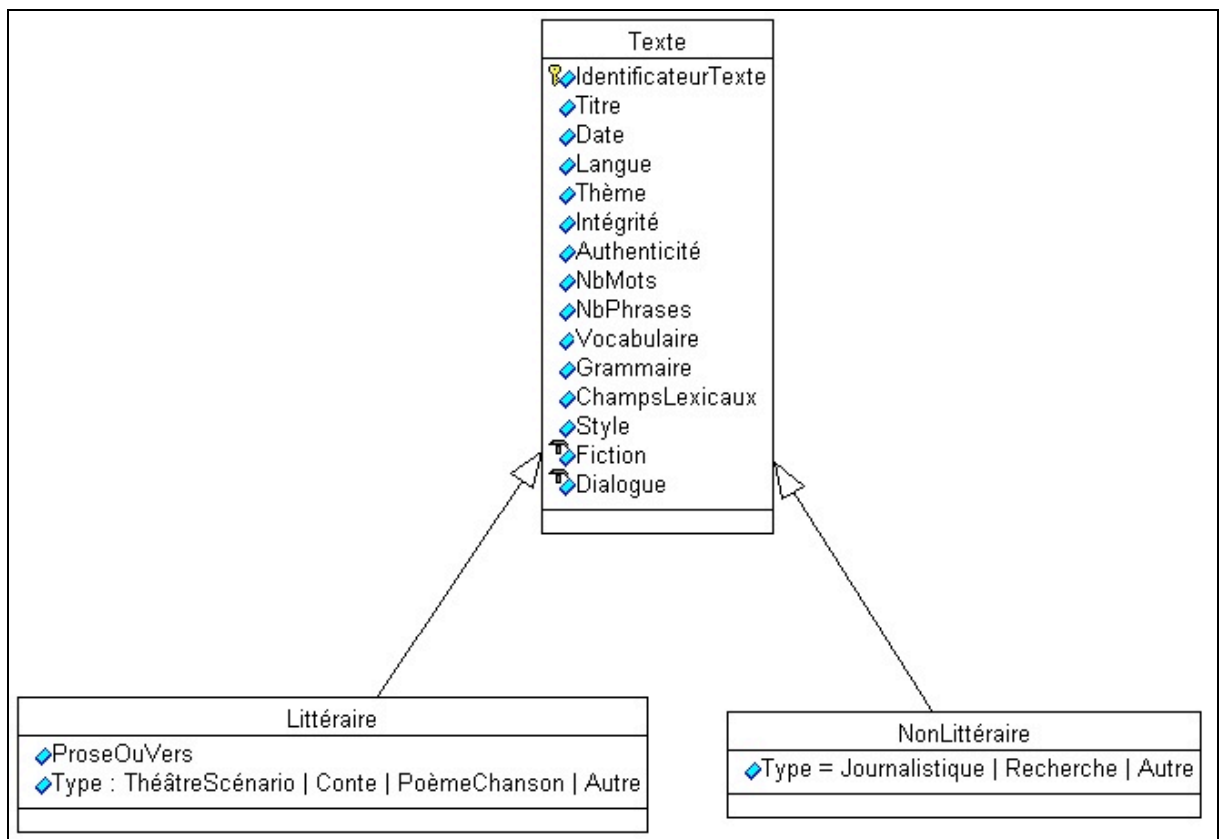 Texte
IdentificateurTexte
Titre
Date
Langue
Thème
Intégrité
Authenticité
NbMots
NbPhrases
Vocabulaire
Grammaire
ChampsLexicaux
Style
Fiction
Dialogue
Littéraire
ProseOuVers
Type : ThéâtreScénario | Conte | PoèmeChanson | Autre
NonLittéraire
Type = Journalistique | Recherche | Autre